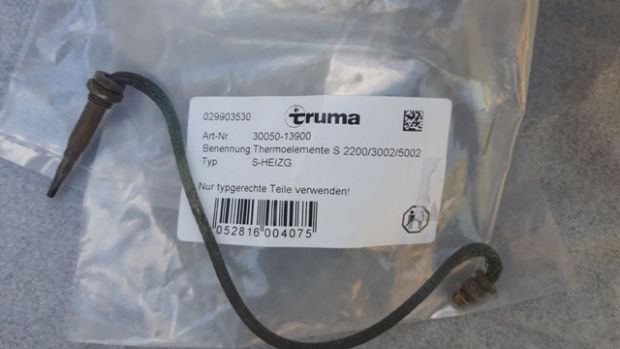 029903530 truma
Art-Nr.: 30050-13900
Benennung Thermoelemente S 2200/3002/5002
Typ: S-HEIZG
Nur typgerechte Teile verwenden!
052816 004075